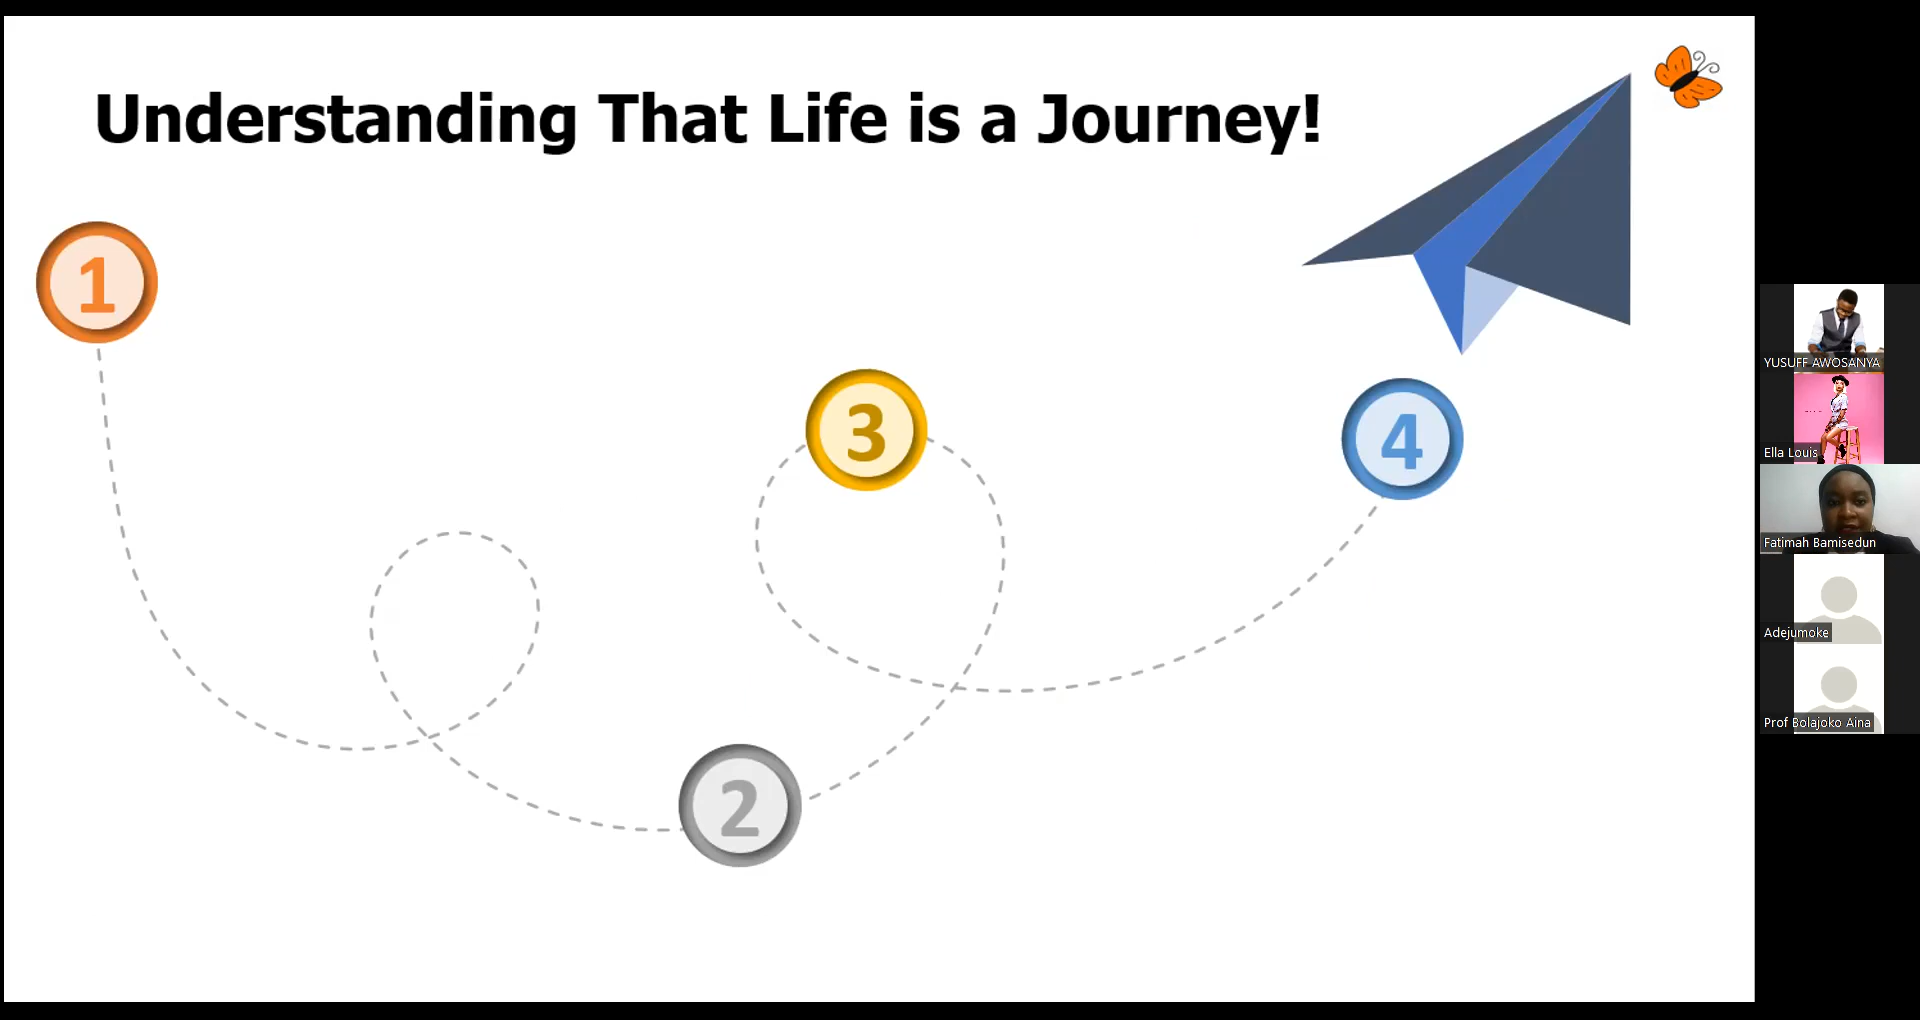 Understanding That Life is a Journey!
1
3
4
2
YUSUFF AWOSANYA
Ella Louis
Fatimah Bamisedun
Adejumoke
Prof Bolajoko Aina